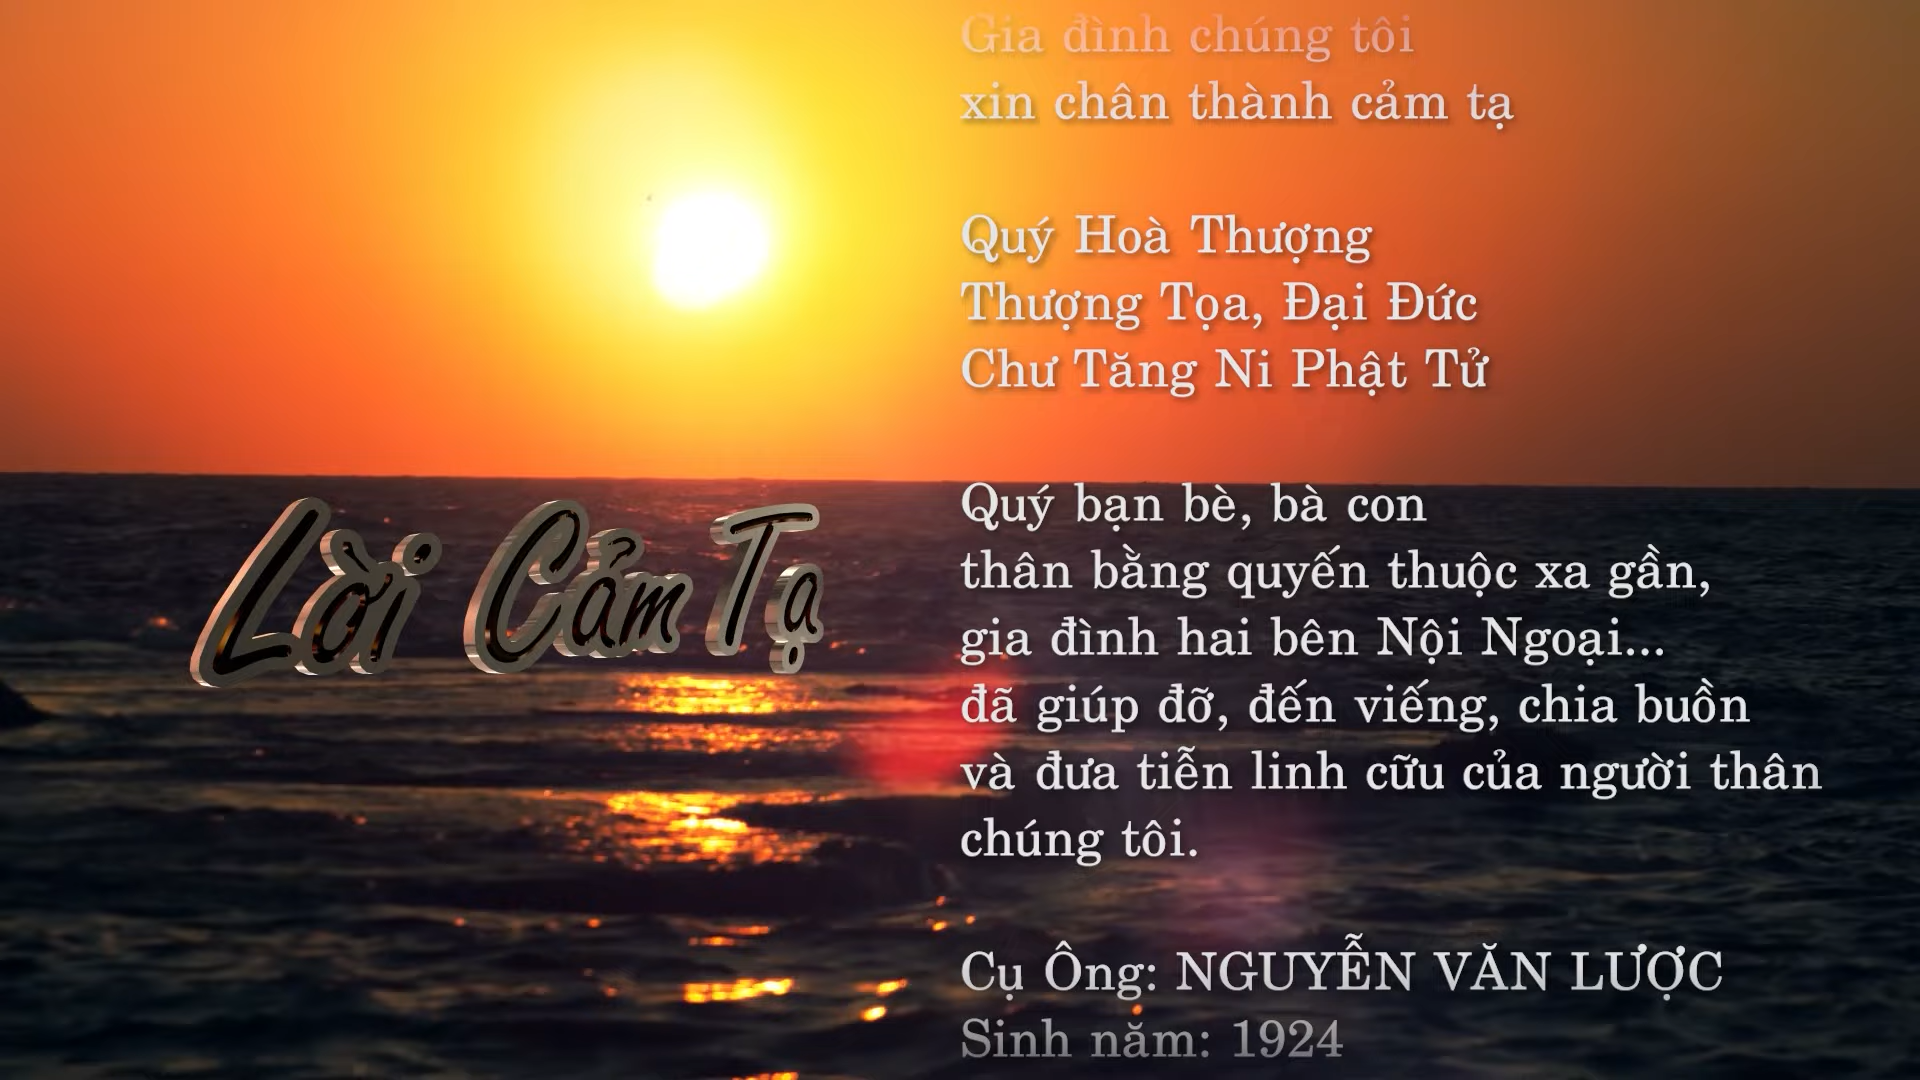 Lời Cảm Tạ
Gia đình chúng tôi
xin chân thành cảm tạ
Quý Hoà Thượng
Thượng Tọa, Đại Đức
Chư Tăng Ni Phật Tử
Quý bạn bè, bà con
thân bằng quyến thuộc xa gần,
gia đình hai bên Nội Ngoại...
đã giúp đỡ, đến viếng, chia buồn
và đưa tiễn linh cữu của người thân
chúng tôi.
Cụ Ông: NGUYỄN VĂN LƯỢC
Sinh năm: 1924